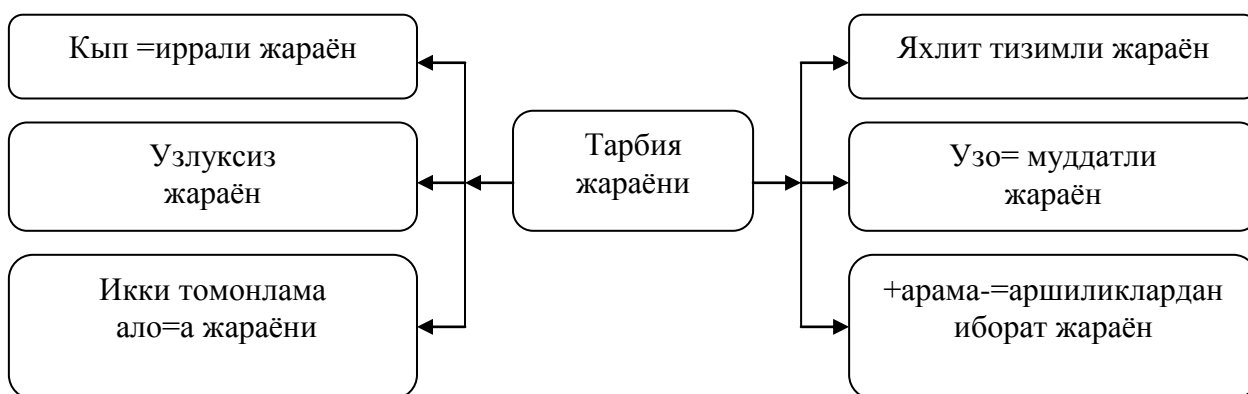 Кып =иррали жараён
Узлуксиз
жараён
Икки томонлама
ало=а жараёни
Тарбия
жараёни
Яхлит тизимли жараён
Узо= муддатли
жараён
+арама-=аршиликлардан
иборат жараён